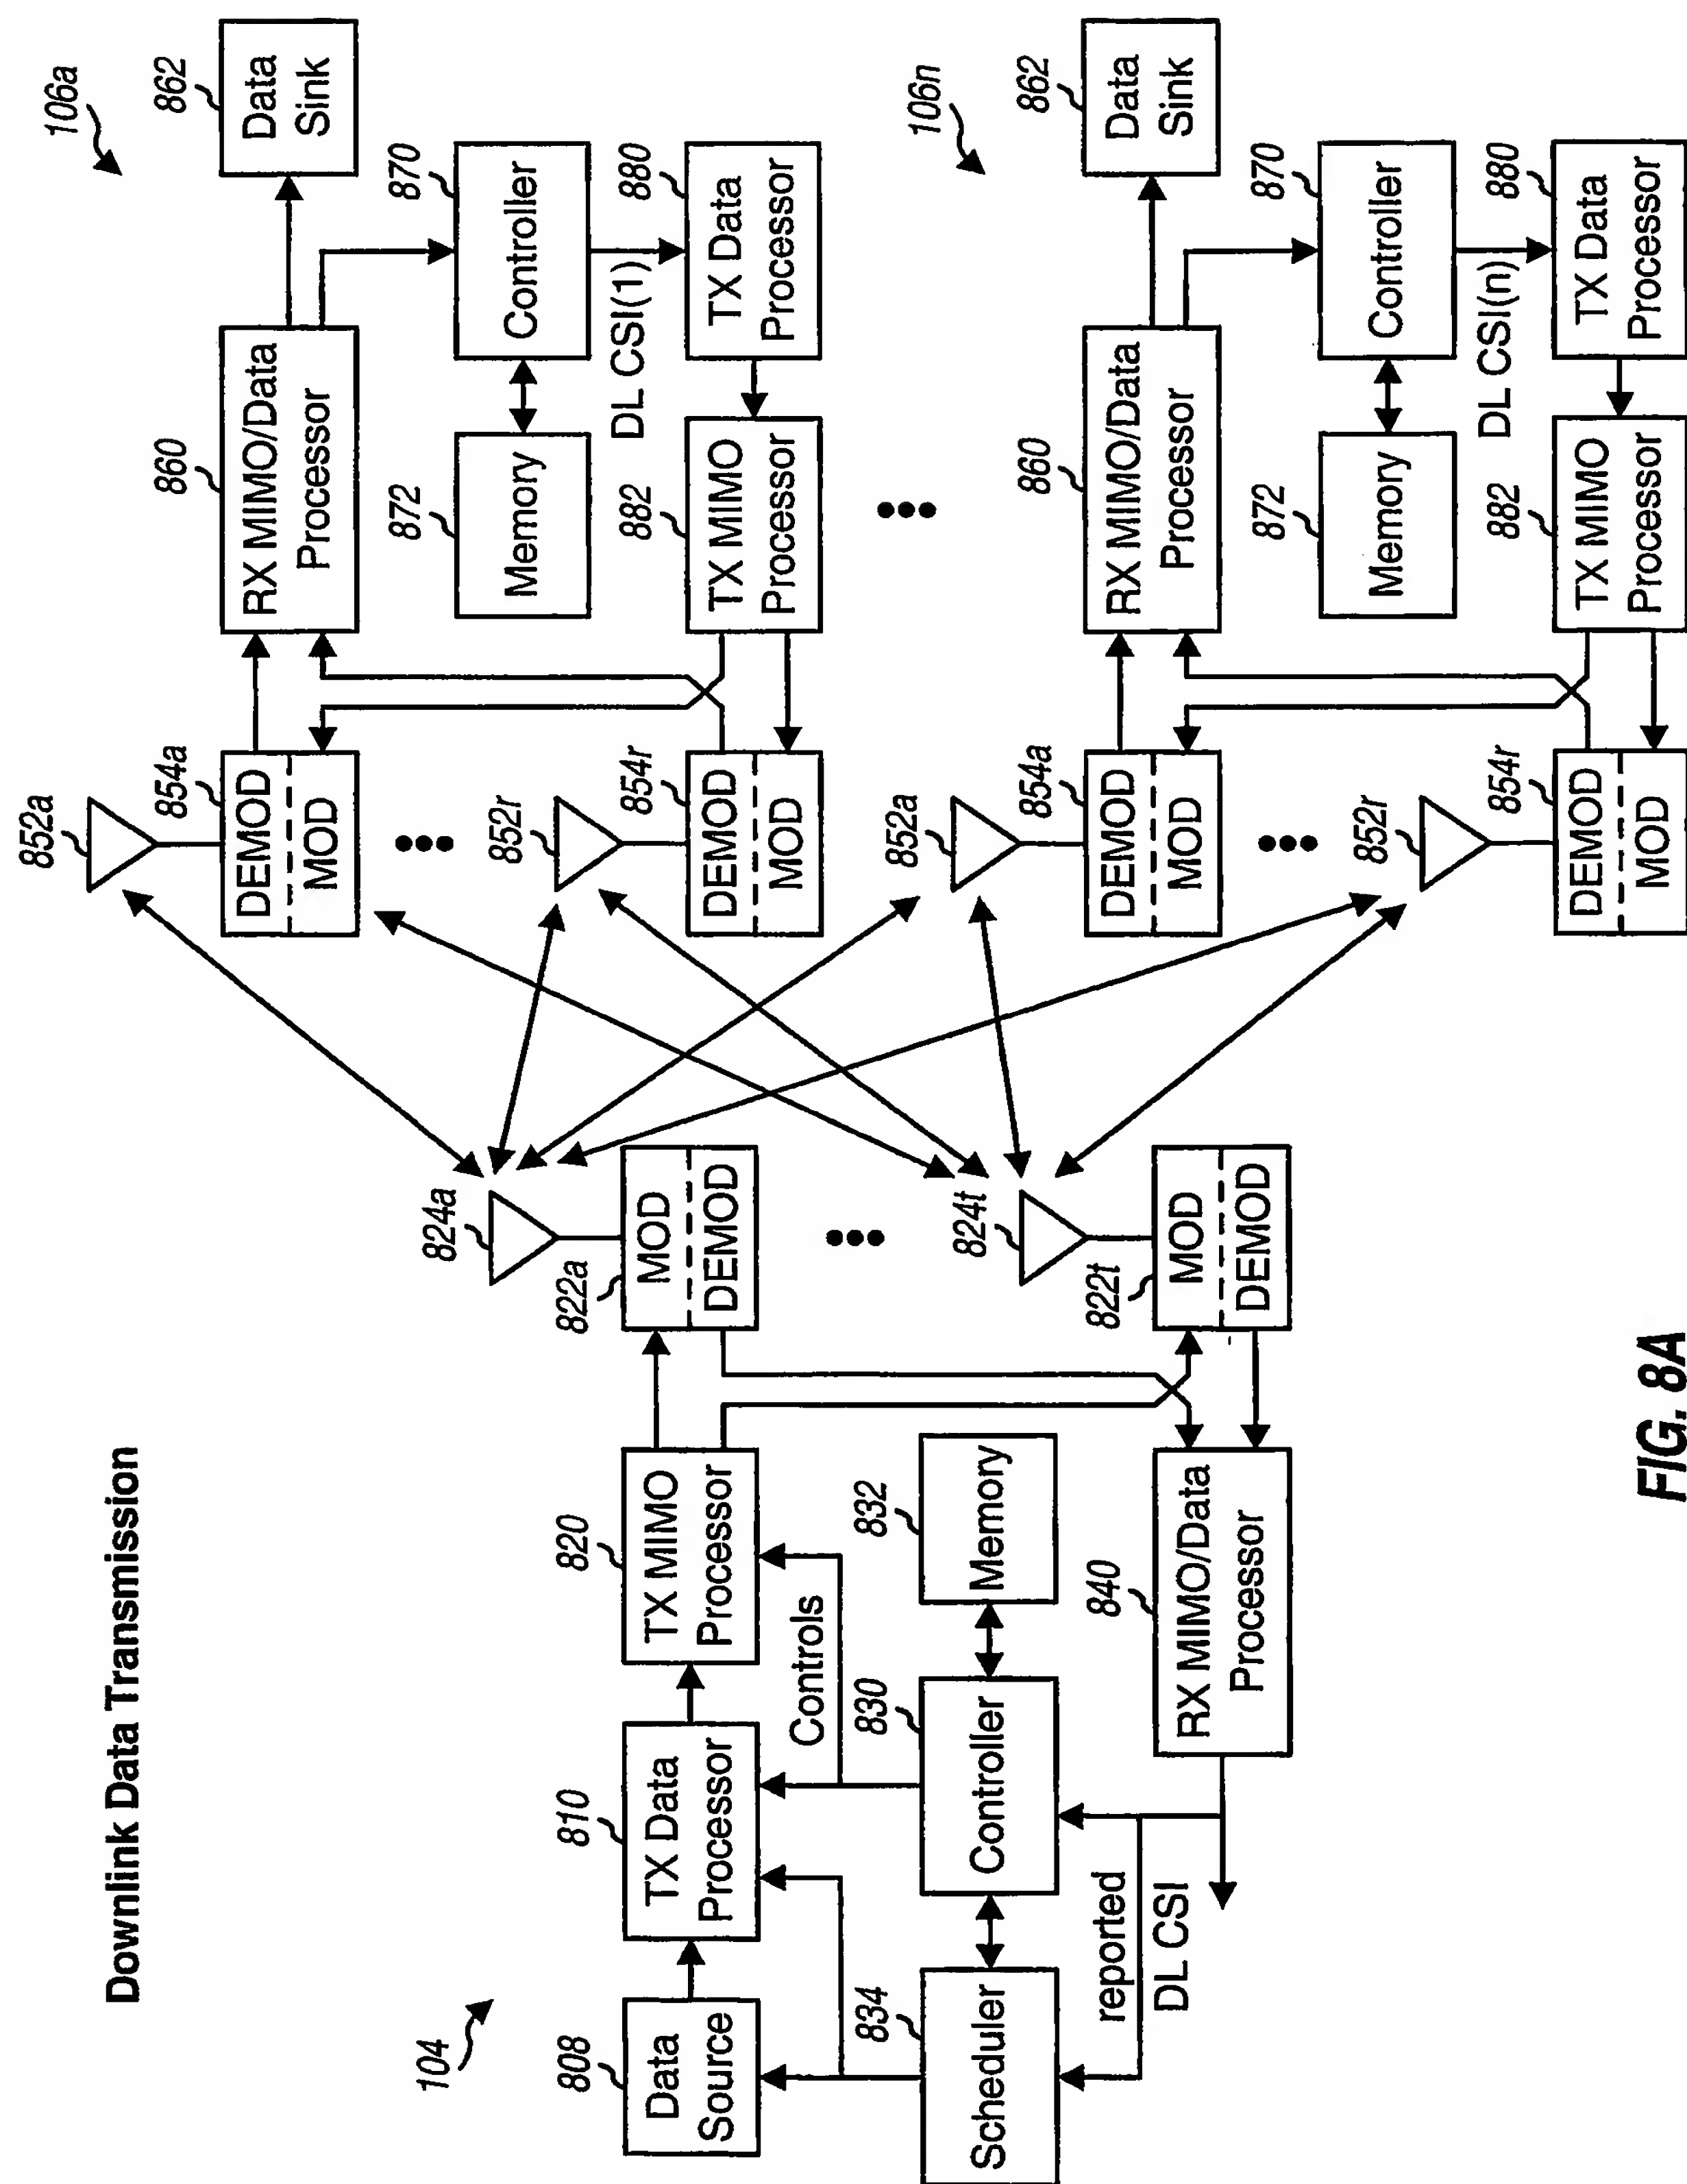 Downlink Data Transmission
104
808
Data
Source
810
TX Data
Processor
820
TX MIMO
Processor
822a
MOD
DEMOD
824a
Controls
834
Scheduler
830
Controller
832
Memory
824t
822t
MOD
DEMOD
reported
DL CSI
840
RX MIMO/Data
Processor
106a
852a
854a
DEMOD
MOD
860
RX MIMO/Data
Processor
862
Data
Sink
870
Controller
872
Memory
DL CSI(1)
852r
854r
DEMOD
MOD
882
TX MIMO
Processor
880
TX Data
Processor
106n
852a
854a
DEMOD
MOD
860
RX MIMO/Data
Processor
862
Data
Sink
870
Controller
872
Memory
DL CSI(n)
852r
854r
DEMOD
MOD
882
TX MIMO
Processor
880
TX Data
Processor
FIG. 8A